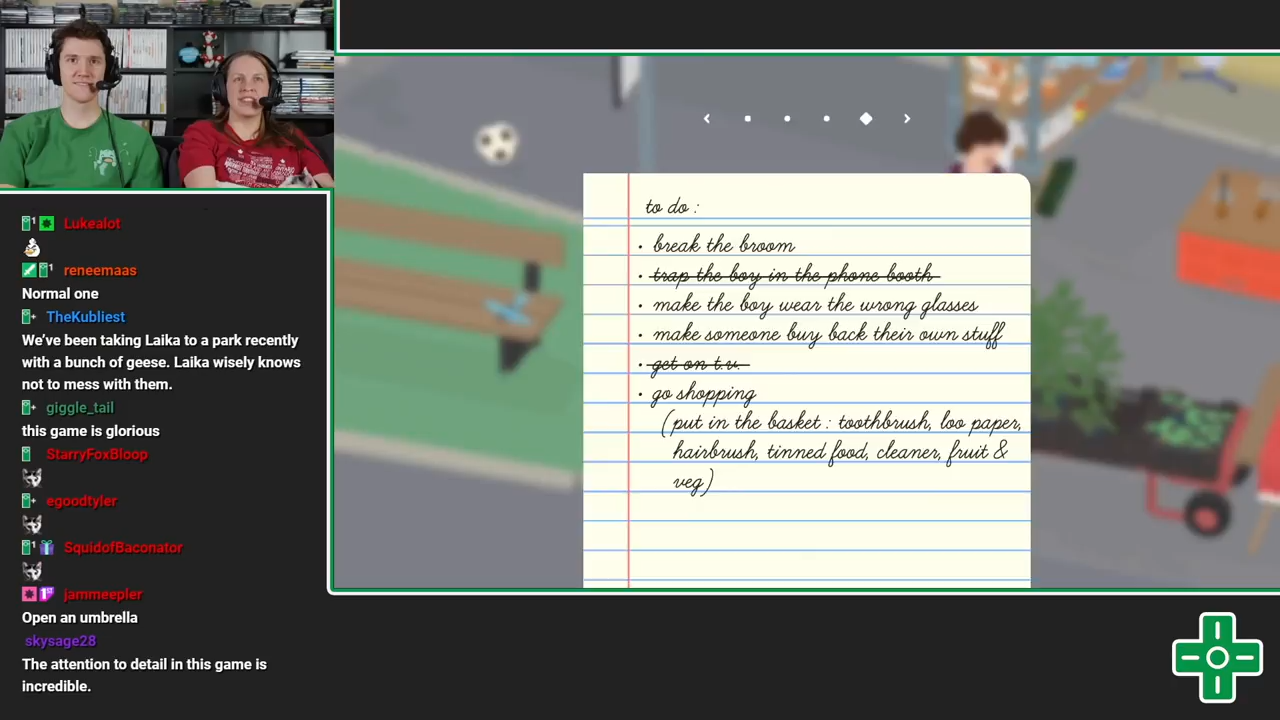 Lukealot
reneemaas
Normal one
TheKubliest
We've been taking Laika to a park recently
with a bunch of geese. Laika wisely knows
not to mess with them.
giggle_tail
this game is glorious
StarryFoxBloop
egoodtyler
SquidofBaconator
jammeepler
Open an umbrella
skysage28
The attention to detail in this game is
incredible.
to do :
• break the broom
• trap the boy in the phone booth
• make the boy wear the wrong glasses
• make someone buy back their own stuff
• get on t.v.
• go shopping
(put in the basket : toothbrush, loo paper,
hairbrush, tinned food, cleaner, fruit &
veg)